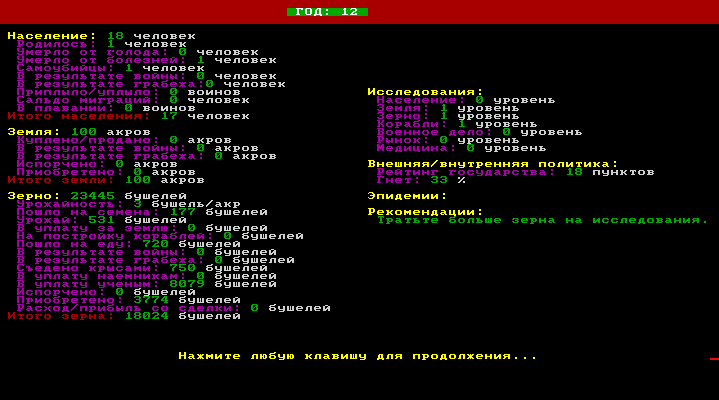 ГОД: 12
Население: 18 человек
Родилось: 1 человек
Умерло от голода: 0 человек
Умерло от болезней: 1 человек
Самоубийцы: 1 человек
В результате войны: 0 человек
В результате грабежа:0 человек
Приплыло/уплыло: 0 воинов
Сальдо миграций: 0 человек
В плавании: 0 воинов
Итого населения: 17 человек
Земля: 100 акров
Куплено/продано: 0 акров
В результате войны: 0 акров
В результате грабежа: 0 акров
Испорчено: 0 акров
Приобретено: 0 акров
Итого земли: 100 акров
Зерно: 23445 бушелей
Урожайность: 3 бушель/акр
Пошло на семена: 177 бушелей
Урожай: 531 бушелей
В уплату за землю: 0 бушелей
На постройку кораблей: 0 бушелей
Пошло на еду: 720 бушелей
В результате войны: 0 бушелей
В результате грабежа: 0 бушелей
Съедено крысами: 750 бушелей
В уплату наемникам: 0 бушелей
В уплату ученым: 8079 бушелей
Испорчено: 0 бушелей
Приобретено: 3774 бушелей
Расход/прибыль со сделки: 0 бушелей
Итого зерна: 18024 бушелей
Исследования:
Население: 0 уровень
Земля: 1 уровень
Зерно: 1 уровень
Корабли: 1 уровень
Военное дело: 0 уровень
Рынок: 0 уровень
Медицина: 0 уровень
Внешняя/внутренняя политика:
Рейтинг государства: 18 пунктов
Гнет: 33 %
Эпидемии:
Рекомендации:
Тратьте больше зерна на исследования.
Нажмите любую клавишу для продолжения...